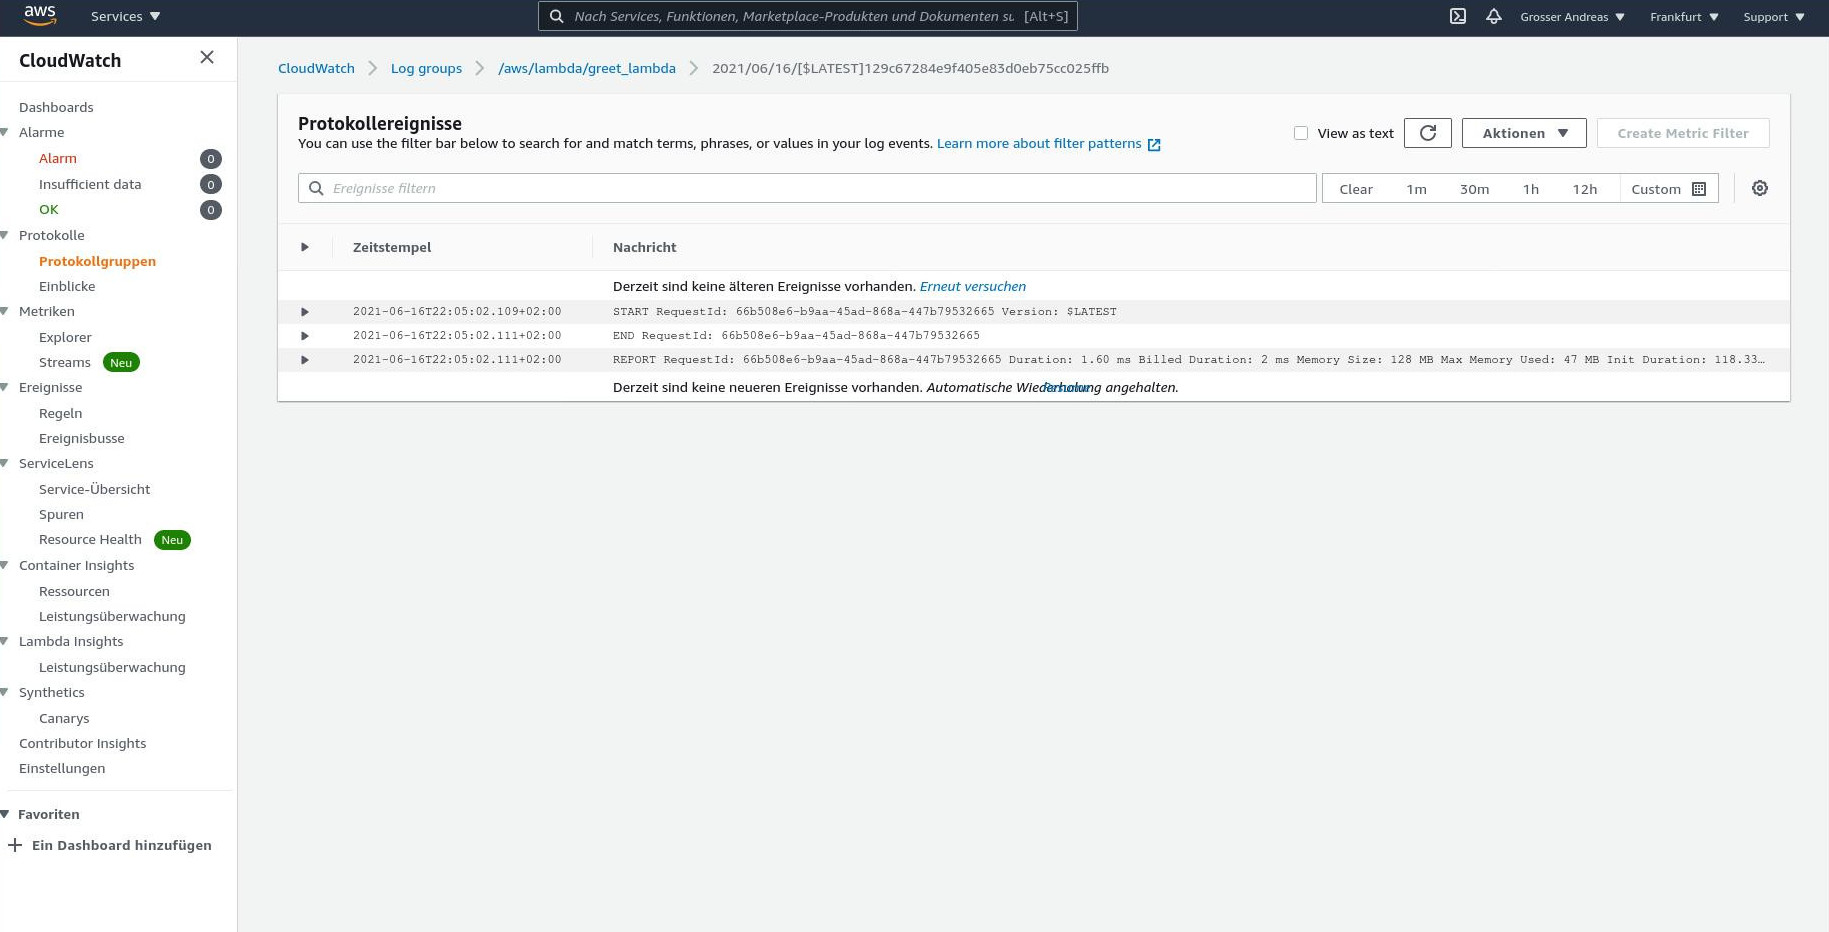 aws Services Nach Services, Funktionen, Marketplace-Produkten und Dokumenten su [Alt+S] Grosser Andreas Frankfurt Support
CloudWatch
Dashboards
Alarme
Alarm 0
Insufficient data 0
OK 0
Protokolle
Protokollgruppen
Einblicke
Metriken
Explorer
Streams Neu
Ereignisse
Regeln
Ereignisbusse
ServiceLens
Service-Übersicht
Spuren
Resource Health Neu
Container Insights
Ressourcen
Leistungsüberwachung
Lambda Insights
Leistungsüberwachung
Synthetics
Canarys
Contributor Insights
Einstellungen
Favoriten
Ein Dashboard hinzufügen
CloudWatch Log groups /aws/lambda/greet_lambda 2021/06/16/[$LATEST]129c67284e9f405e83d0eb75cc025ffb
Protokollereignisse
You can use the filter bar below to search for and match terms, phrases, or values in your log events. Learn more about filter patterns
View as text Aktionen Create Metric Filter
Ereignisse filtern Clear 1m 30m 1h 12h Custom
Zeitstempel Nachricht
Derzeit sind keine älteren Ereignisse vorhanden. Erneut versuchen
2021-06-16T22:05:02.109+02:00 START RequestId: 66b508e6-b9aa-45ad-868a-447b79532665 Version: $LATEST
2021-06-16T22:05:02.111+02:00 END RequestId: 66b508e6-b9aa-45ad-868a-447b79532665
2021-06-16T22:05:02.111+02:00 REPORT RequestId: 66b508e6-b9aa-45ad-868a-447b79532665 Duration: 1.60 ms Billed Duration: 2 ms Memory Size: 128 MB Max Memory Used: 47 MB Init Duration: 118.33…
Derzeit sind keine neueren Ereignisse vorhanden. Automatische Wiederholung angehalten. Resume